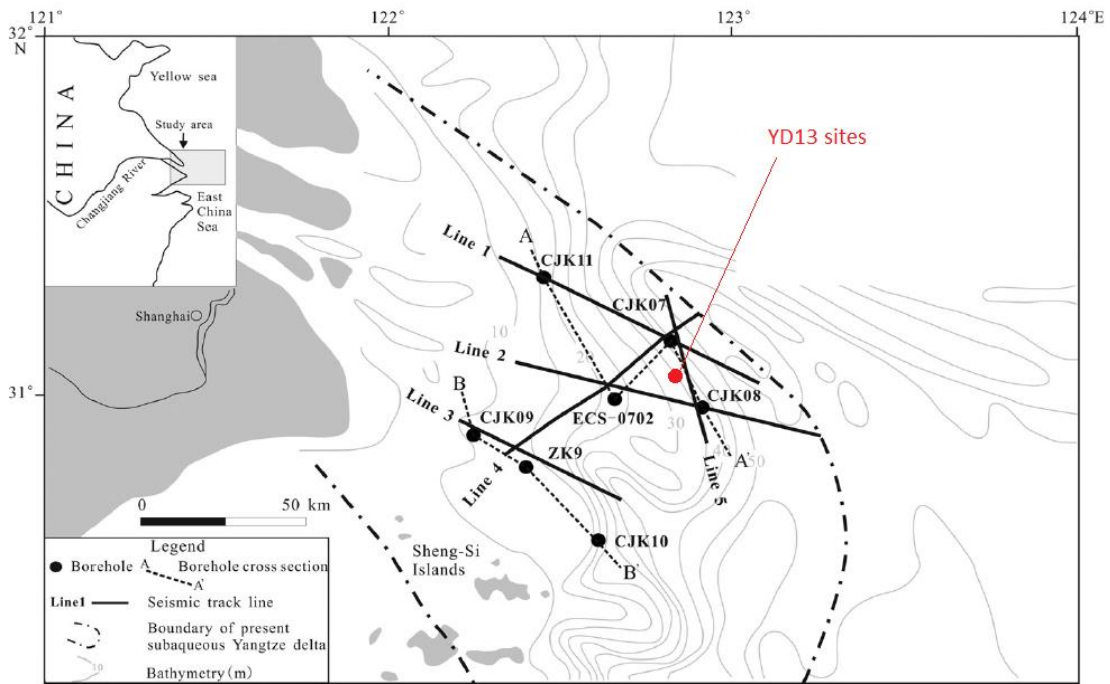 121° 122° 123° 124°E
32°
N
CHINA
Yellow sea
Study area
Changjiang River
East
China
Sea
YD13 sites
Line 1
A
CJK11
CJK07
Shanghai
10
20
Line 2
31°
B
Line 3
CJK09
ECS-0702
CJK08
30
ZK9
Line 4
40
A'
50
Line 5
0 50 km
CJK10
B'
Sheng-Si
Islands
Legend
Borehole A A' Borehole cross section
Line1 Seismic track line
Boundary of present
subaqueous Yangtze delta
10 Bathymetry(m)
31°